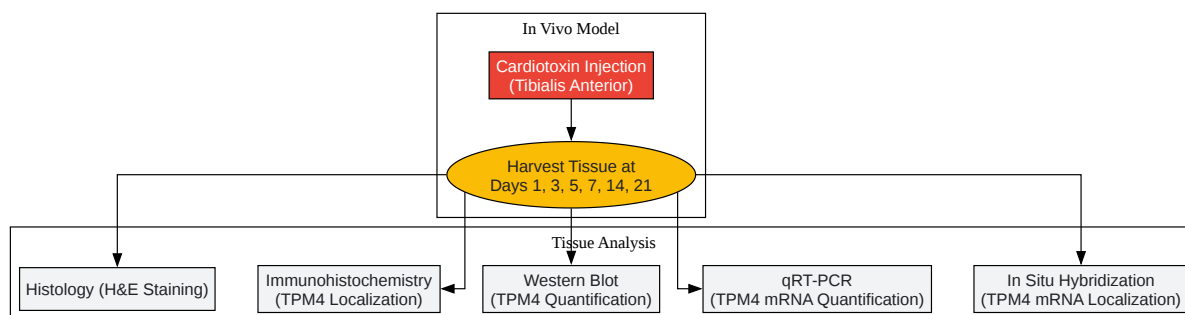 In Vivo Model
Cardiotoxin Injection
(Tibialis Anterior)
Harvest Tissue at
Days 1, 3, 5, 7, 14, 21
Tissue Analysis
Histology (H&E Staining)
Immunohistochemistry
(TPM4 Localization)
Western Blot
(TPM4 Quantification)
qRT-PCR
(TPM4 mRNA Quantification)
In Situ Hybridization
(TPM4 mRNA Localization)